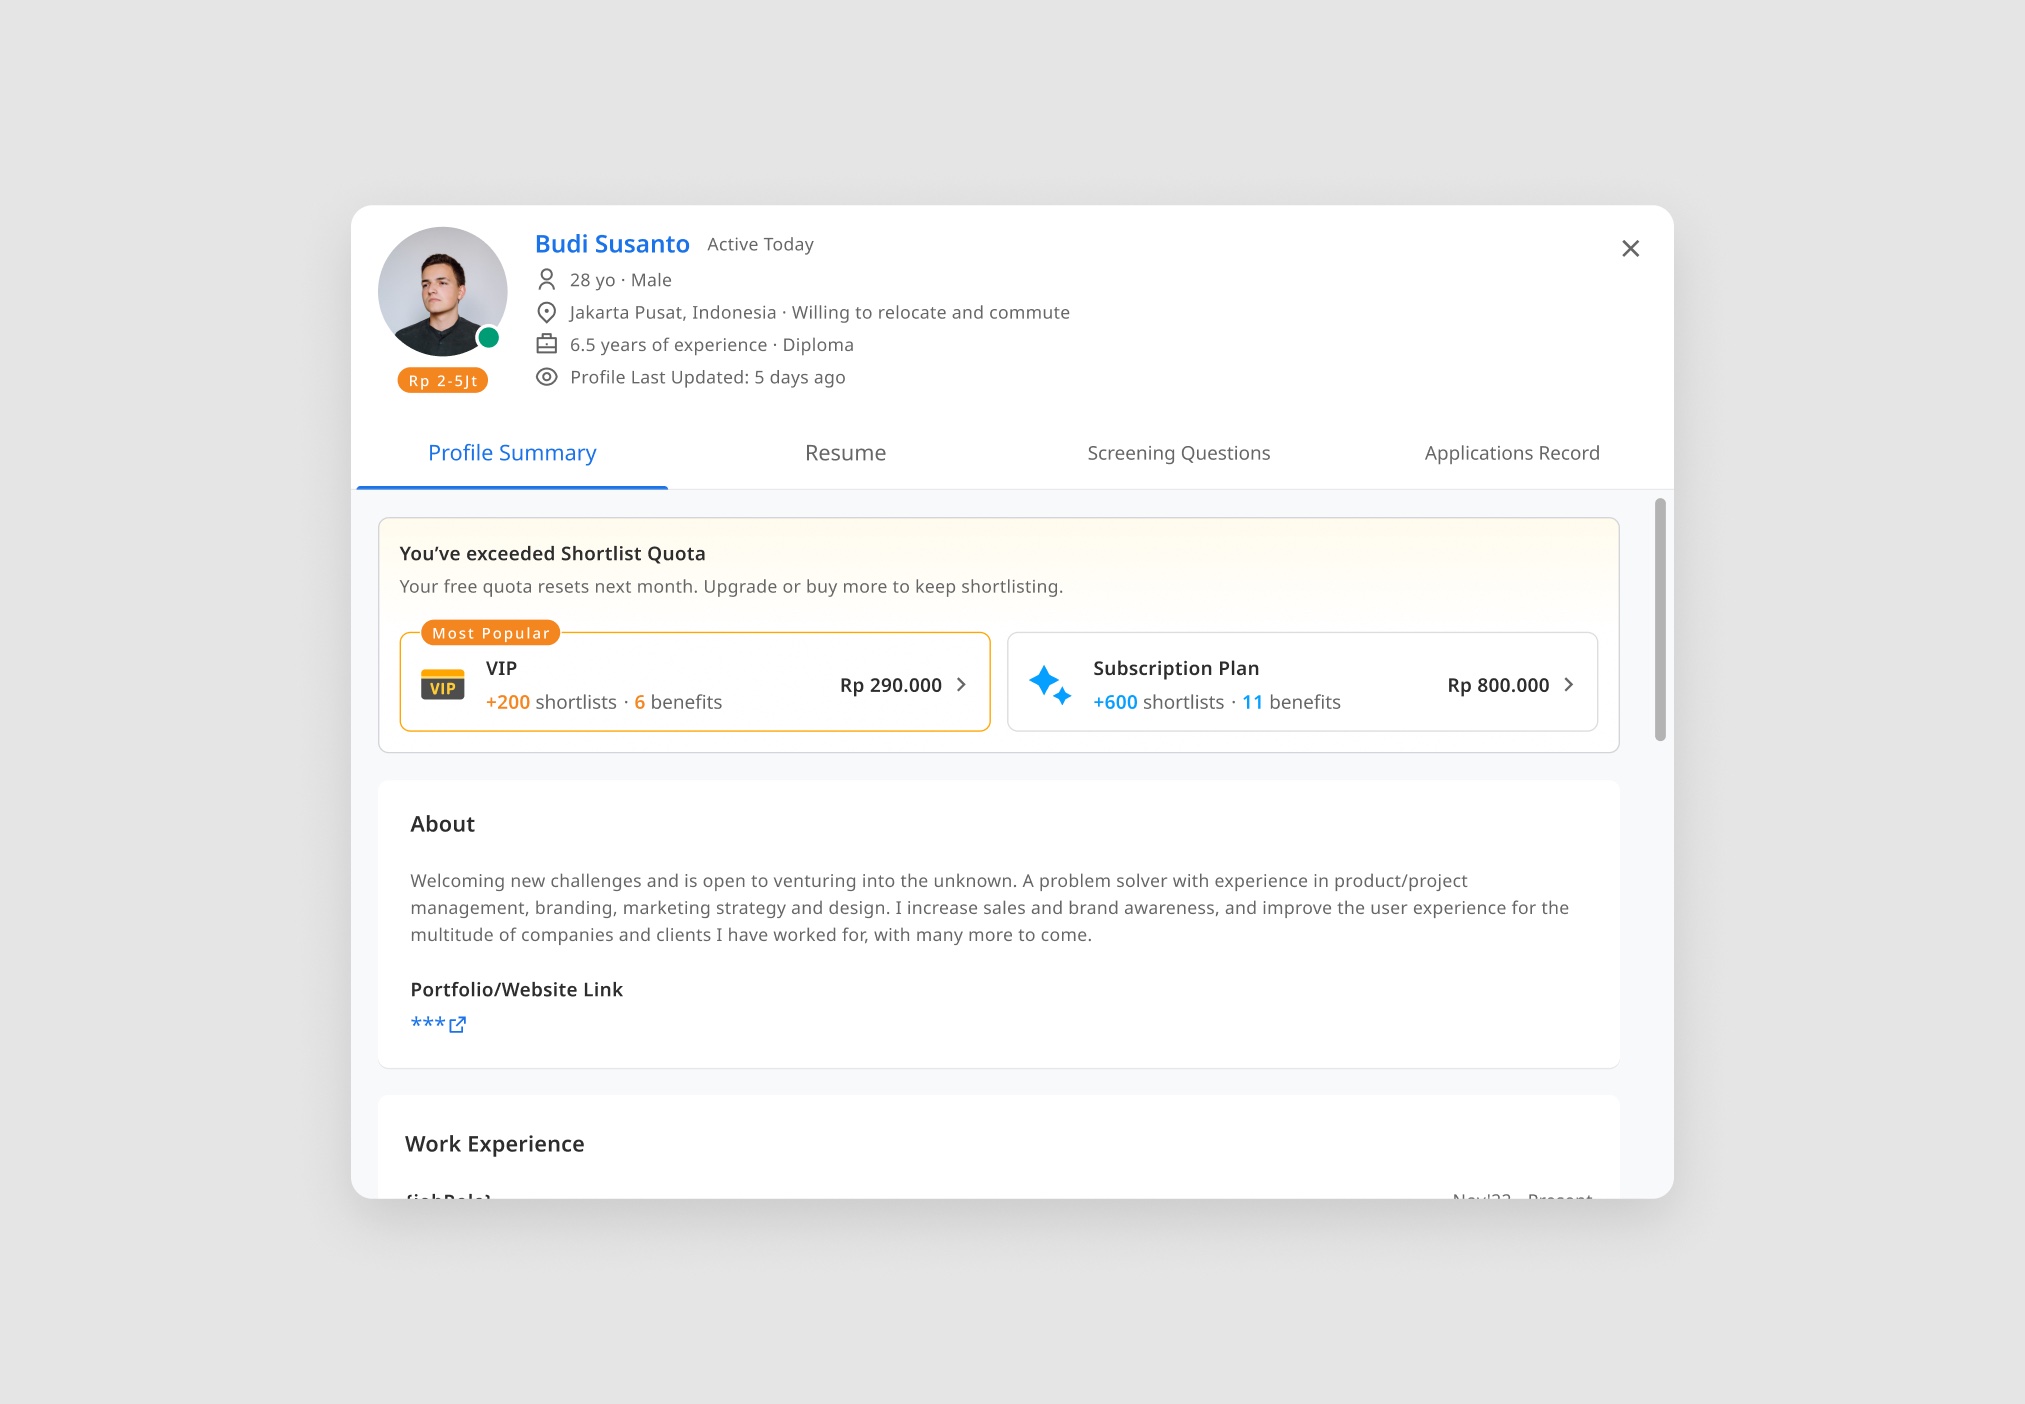 Budi Susanto Active Today
28 yo · Male
Jakarta Pusat, Indonesia · Willing to relocate and commute
6.5 years of experience · Diploma
Rp 2-5Jt
Profile Last Updated: 5 days ago
Profile Summary
Resume
Screening Questions
Applications Record
You’ve exceeded Shortlist Quota
Your free quota resets next month. Upgrade or buy more to keep shortlisting.
Most Popular
VIP
VIP
+200 shortlists · 6 benefits
Rp 290.000
Subscription Plan
+600 shortlists · 11 benefits
Rp 800.000
About
Welcoming new challenges and is open to venturing into the unknown. A problem solver with experience in product/project
management, branding, marketing strategy and design. I increase sales and brand awareness, and improve the user experience for the
multitude of companies and clients I have worked for, with many more to come.
Portfolio/Website Link
***
Work Experience
{jobRole}
Nov'22 - Present